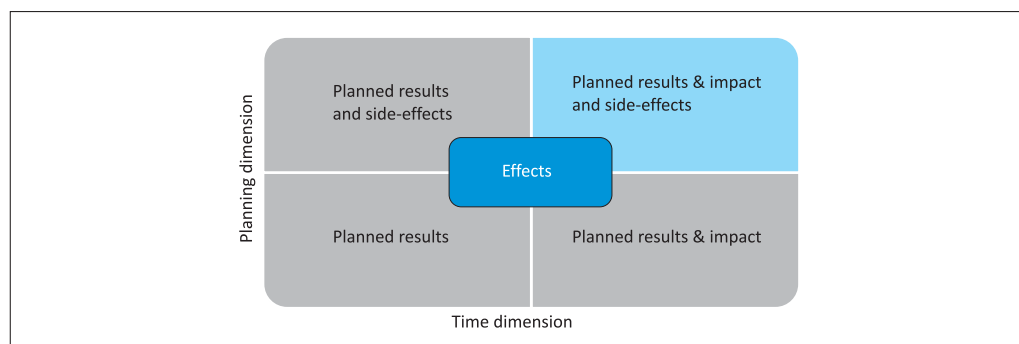 Planning dimension
Planned results
and side-effects
Planned results & impact
and side-effects
Effects
Planned results
Planned results & impact
Time dimension